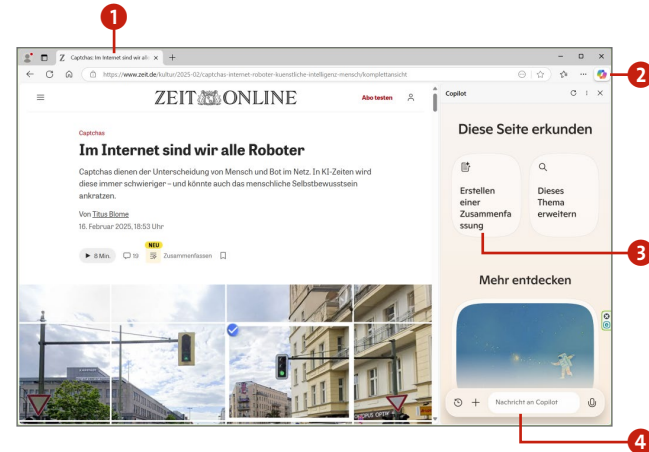 1
Captchas: Im Internet sind wir alle
https://www.zeit.de/kultur/2025-02/captchas-internet-roboter-kuenstliche-intelligenz-mensch/komplettansicht
2
Copilot
ZEIT ONLINE
Abo testen
Captchas
Im Internet sind wir alle Roboter
Captchas dienen der Unterscheidung von Mensch und Bot im Netz. In KI-Zeiten wird
diese immer schwieriger – und könnte auch das menschliche Selbstbewusstsein
ankratzen.
Von Titus Blome
16. Februar 2025, 18:53 Uhr
NEU
8 Min.
19
Zusammenfassen
Diese Seite erkunden
Erstellen
einer
Zusammenfa
ssung
Dieses
Thema
erweitern
3
Mehr entdecken
Nachricht an Copilot
4